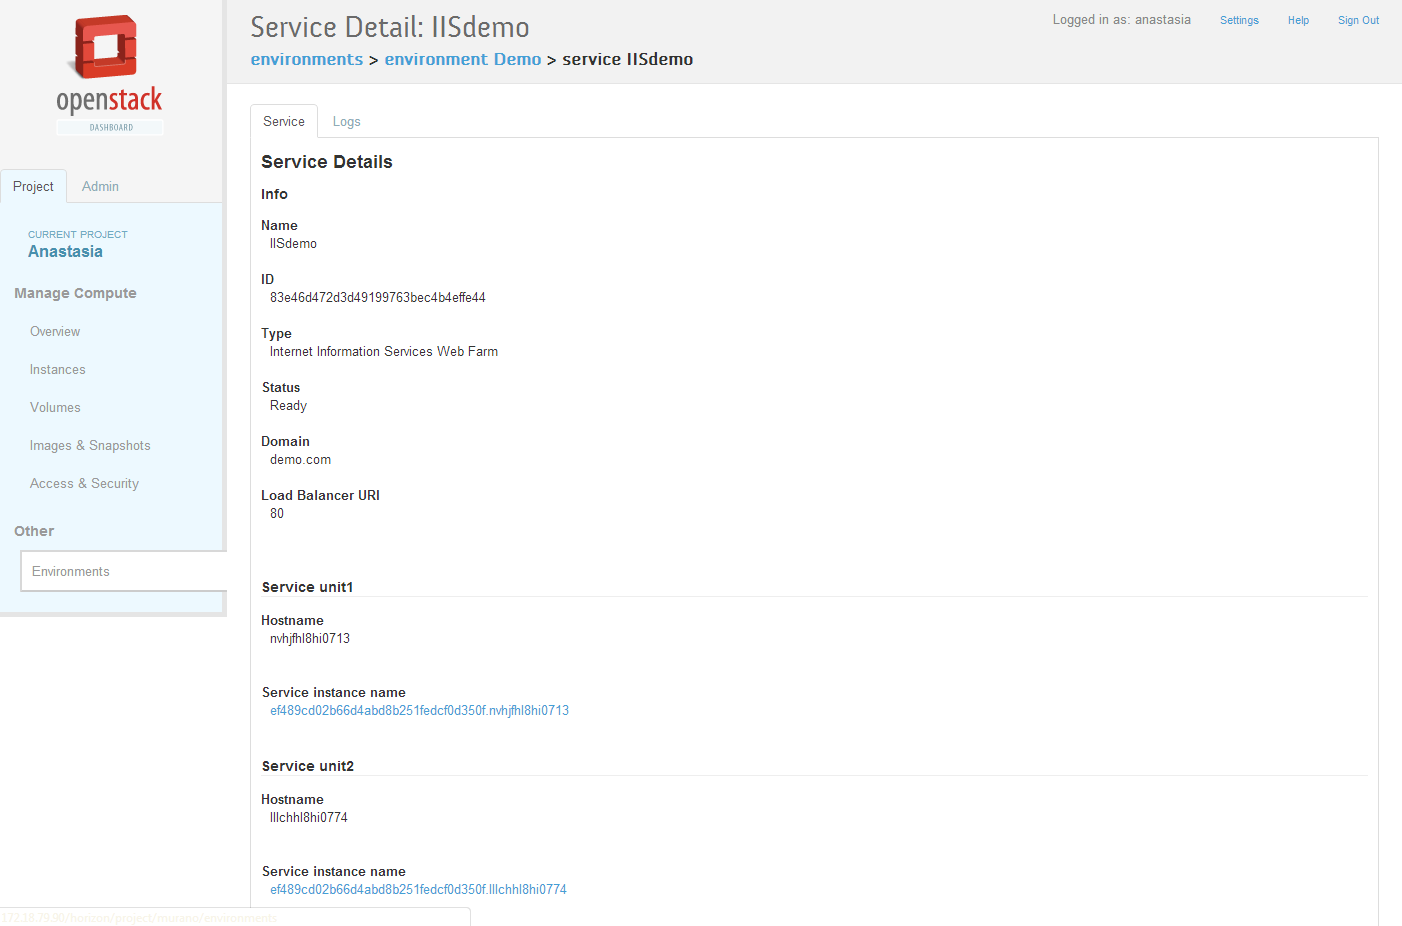 openstack
DASHBOARD
Project Admin
CURRENT PROJECT
Anastasia
Manage Compute
Overview
Instances
Volumes
Images & Snapshots
Access & Security
Other
Environments
Service Detail: IISdemo
environments > environment Demo > service IISdemo
Logged in as: anastasia Settings Help Sign Out
Service Logs
Service Details
Info
Name
IISdemo
ID
83e46d472d3d49199763bec4b4effe44
Type
Internet Information Services Web Farm
Status
Ready
Domain
demo.com
Load Balancer URI
80
Service unit1
Hostname
nvhjfhl8hi0713
Service instance name
ef489cd02b66d4abd8b251fedcf0d350f.nvhjfhl8hi0713
Service unit2
Hostname
lllchhl8hi0774
Service instance name
ef489cd02b66d4abd8b251fedcf0d350f.lllchhl8hi0774
172.18.79.90/horizon/project/murano/environments